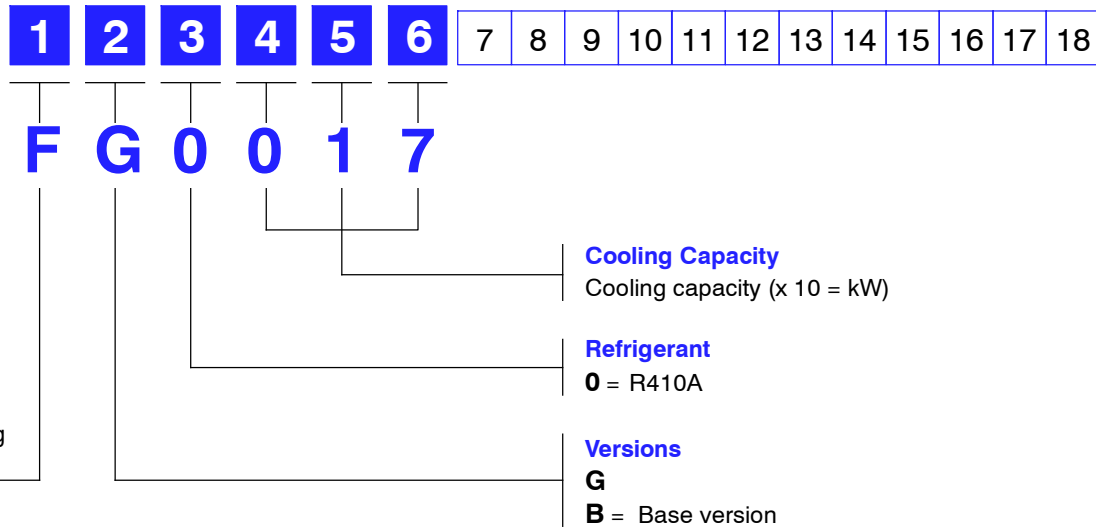 1 2 3 4 5 6 7 8 9 10 11 12 13 14 15 16 17 18
F G 0 0 1 7
Cooling Capacity
Cooling capacity (x 10 = kW)
Refrigerant
0 = R410A
Versions
G
B = Base version